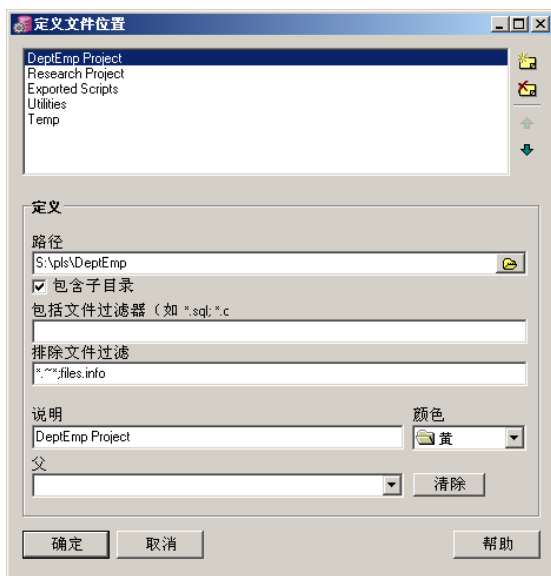 定义文件位置
DeptEmp Project
Research Project
Exported Scripts
Utilities
Temp
定义
路径
S:\pls\DeptEmp
包含子目录
包括文件过滤器（如 *.sql; *.c
排除文件过滤
*.~*;files.info
说明
颜色
DeptEmp Project
黄
父
清除
确定
取消
帮助